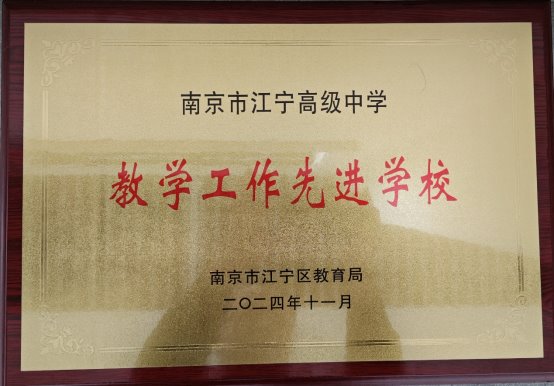 南京市江宁高级中学
教学工作先进学校
南京市江宁区教育局
二〇二四年十一月